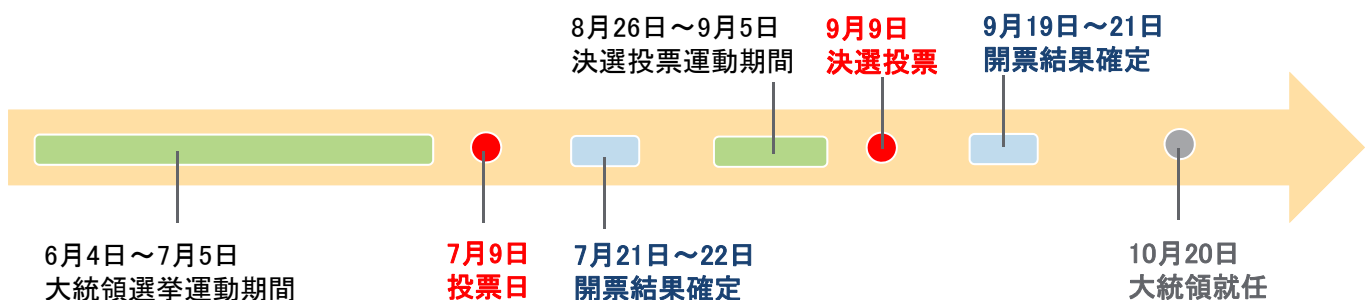 8月26日～9月5日
決選投票運動期間
9月9日
決選投票
9月19日～21日
開票結果確定
6月4日～7月5日
大統領選挙運動期間
7月9日
投票日
7月21日～22日
開票結果確定
10月20日
大統領就任